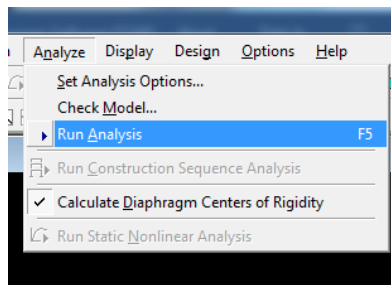 Analyze Display Design Options Help
Set Analysis Options...
Check Model...
Run Analysis F5
Run Construction Sequence Analysis
Calculate Diaphragm Centers of Rigidity
Run Static Nonlinear Analysis